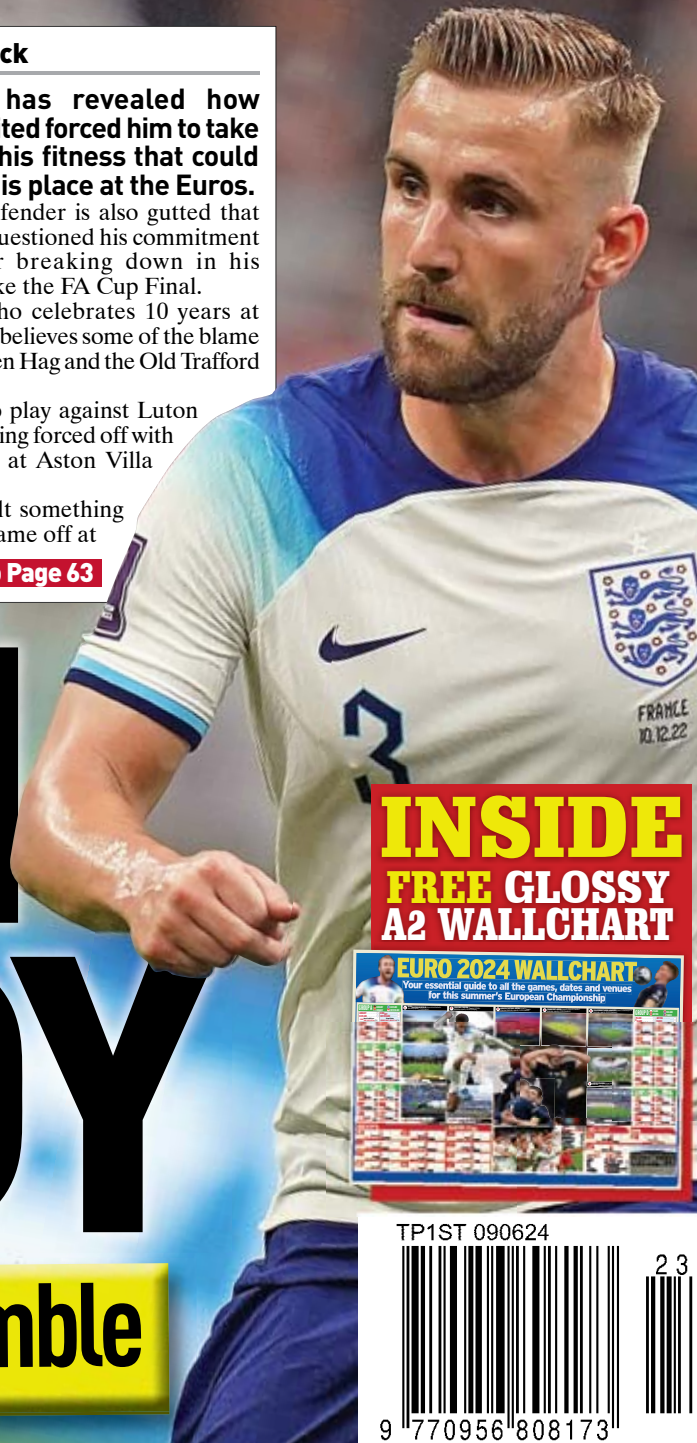 ck
has revealed how
ted forced him to take
his fitness that could
is place at the Euros.
fender is also gutted that
uestioned his commitment
r breaking down in his
ke the FA Cup Final.
ho celebrates 10 years at
believes some of the blame
en Hag and the Old Trafford
play against Luton
ing forced off with
at Aston Villa
lt something
ame off at
Page 63
OY
mble
3
FRANCE
10.12.22
INSIDE
FREE GLOSSY
A2 WALLCHART
EURO 2024 WALLCHART
Your essential guide to all the games, dates and venues
for this summer's European Championship
TP1ST 090624
23
9 770956 808173